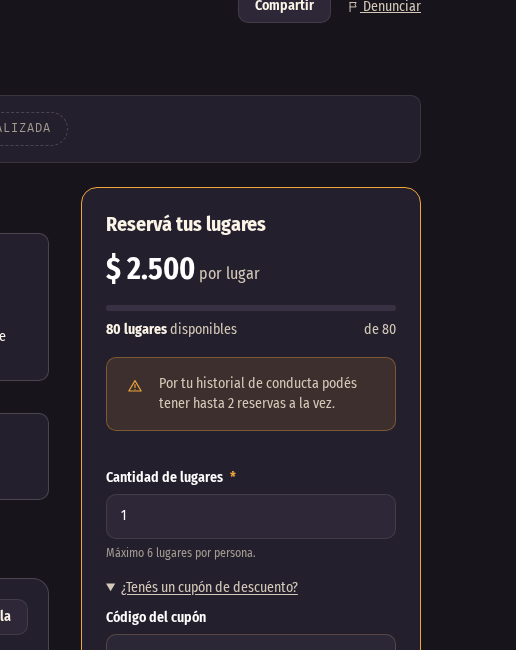 Compartir
Denunciar
ALIZADA
Reservá tus lugares
$ 2.500 por lugar
80 lugares disponibles
de 80
e
Por tu historial de conducta podés
tener hasta 2 reservas a la vez.
Cantidad de lugares *
1
Máximo 6 lugares por persona.
▼ ¿Tenés un cupón de descuento?
la
Código del cupón